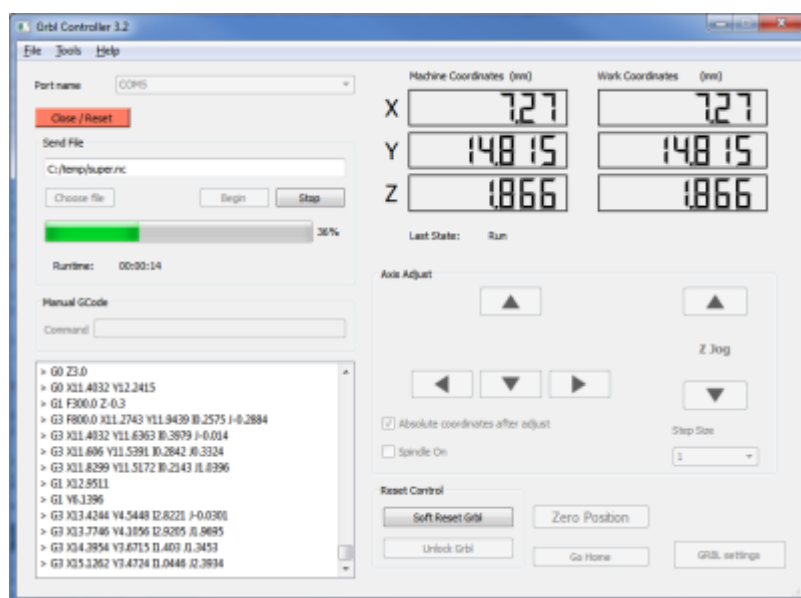 Grbl Controller 3.2
File Tools Help
Port name COM5
Close / Reset
Send File
C:/temp/super.nc
Choose file Begin Stop
36%
Runtime: 00:00:14
Manual GCode
Command
> G0 Z3.0
> G0 X11.4032 Y12.2415
> G1 F300.0 Z-0.3
> G3 F800.0 X11.2743 Y11.9439 I0.2575 J-0.2884
> G3 X11.4032 Y11.6363 I0.3979 J-0.014
> G3 X11.606 Y11.5391 I0.2842 J0.3324
> G3 X11.8299 Y11.5172 I0.2143 J1.0396
> G1 X12.9511
> G1 Y6.1396
> G3 X13.4244 Y4.5448 I2.8221 J-0.0301
> G3 X13.7746 Y4.1056 I2.9205 J1.9695
> G3 X14.3954 Y3.6715 I1.403 J1.3453
> G3 X15.1262 Y3.4724 I1.0446 J2.3934
Machine Coordinates (mm) Work Coordinates (mm)
X 7.27 7.27
Y 14.815 14.815
Z 1.866 1.866
Last State: Run
Axis Adjust
Z Jog
Absolute coordinates after adjust
Step Size
Spindle On
1
Reset Control
Soft Reset Grbl Zero Position
Unlock Grbl Go Home GRBL settings